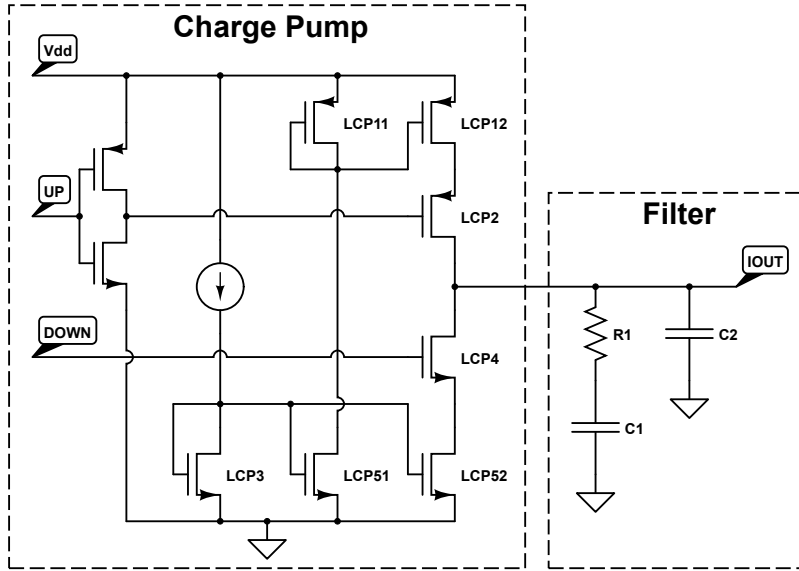 Charge Pump
Vdd
LCP11
LCP12
UP
LCP2
Filter
IOUT
DOWN
R1
C2
LCP4
C1
LCP3
LCP51
LCP52